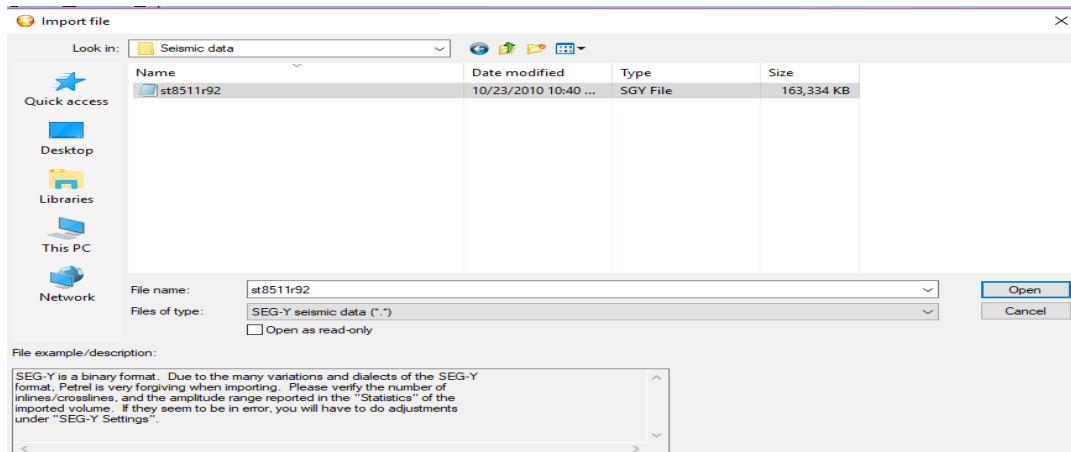 Import file
Look in:
Seismic data
Name
Date modified
Type
Size
st8511r92
10/23/2010 10:40 ...
SGY File
163,334 KB
Quick access
Desktop
Libraries
This PC
Network
File name:
st8511r92
Open
Files of type:
SEG-Y seismic data (*.*)
Cancel
Open as read-only
File example/description:
SEG-Y is a binary format. Due to the many variations and dialects of the SEG-Y
format, Petrel is very forgiving when importing. Please verify the number of
inlines/crosslines, and the amplitude range reported in the "Statistics" of the
imported volume. If they seem to be in error, you will have to do adjustments
under "SEG-Y Settings".